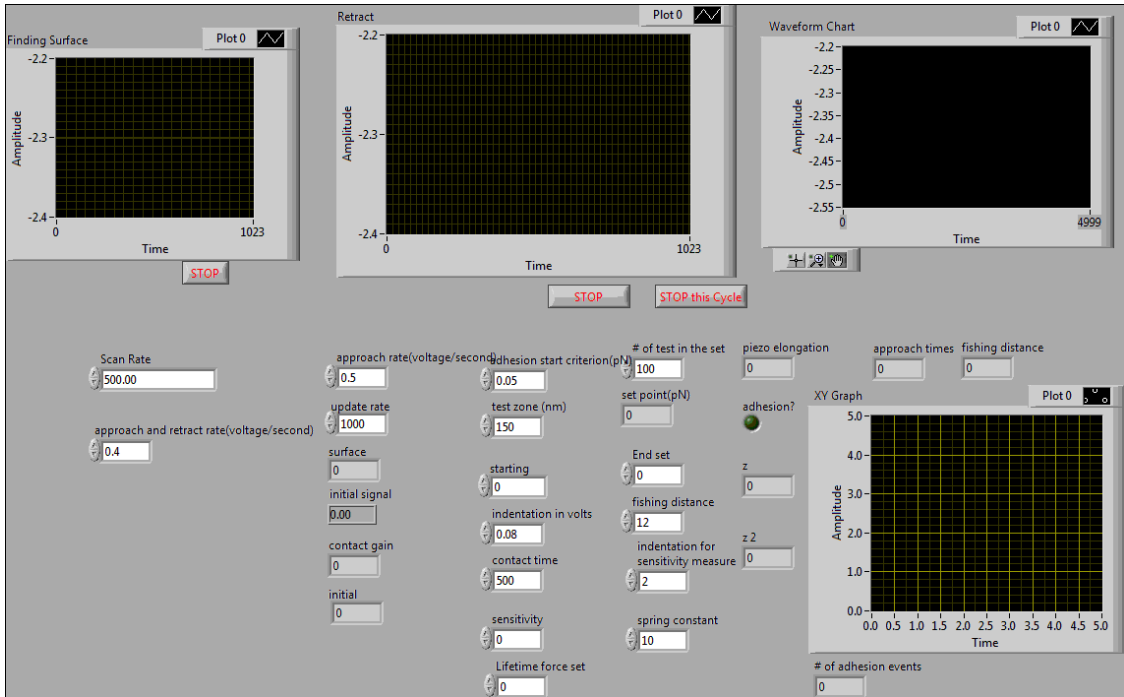 Finding Surface
Plot 0
-2.2
-2.3
-2.4
Amplitude
0
1023
Time
STOP
Retract
Plot 0
-2.2
-2.3
-2.4
Amplitude
0
1023
Time
STOP
STOP this Cycle
Waveform Chart
Plot 0
-2.2
-2.25
-2.3
-2.35
-2.4
-2.45
-2.5
-2.55
Amplitude
0
4999
Time
Scan Rate
500.00
approach and retract rate(voltage/second)
0.4
approach rate(voltage/second)
0.5
update rate
1000
surface
0
initial signal
0.00
contact gain
0
initial
0
adhesion start criterion(pN)
0.05
test zone (nm)
150
starting
0
indentation in volts
0.08
contact time
500
sensitivity
0
Lifetime force set
0
# of test in the set
100
set point(pN)
0
End set
0
fishing distance
12
indentation for
sensitivity measure
2
spring constant
10
piezo elongation
0
adhesion?
z
0
z 2
0
approach times
0
fishing distance
0
XY Graph
Plot 0
5.0
4.0
3.0
2.0
1.0
0.0
Amplitude
0.0 0.5 1.0 1.5 2.0 2.5 3.0 3.5 4.0 4.5 5.0
Time
# of adhesion events
0